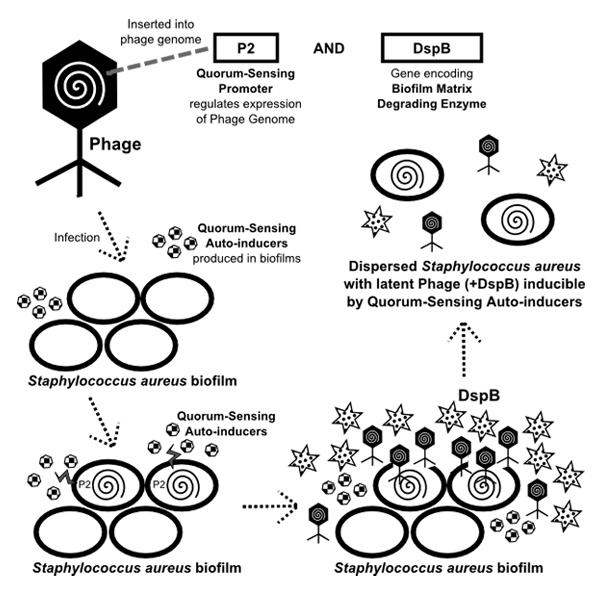 Inserted into
phage genome
P2 AND DspB
Quorum-Sensing
Promoter
regulates expression
of Phage Genome
Gene encoding
Biofilm Matrix
Degrading Enzyme
Phage
Infection
Quorum-Sensing
Auto-inducers
produced in biofilms
Staphylococcus aureus biofilm
Quorum-Sensing
Auto-inducers
P2
P2
Staphylococcus aureus biofilm
DspB
Staphylococcus aureus biofilm
Dispersed Staphylococcus aureus
with latent Phage (+DspB) inducible
by Quorum-Sensing Auto-inducers